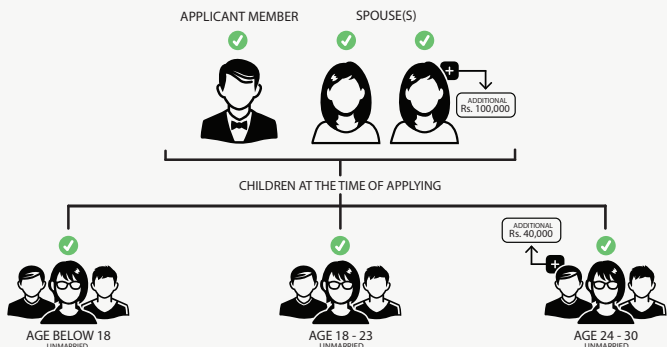 APPLICANT MEMBER
SPOUSE(S)
ADDITIONAL
Rs. 100,000
CHILDREN AT THE TIME OF APPLYING
ADDITIONAL
Rs. 40,000
AGE BELOW 18
UNMARRIED
AGE 18 - 23
UNMARRIED
AGE 24 - 30
UNMARRIED